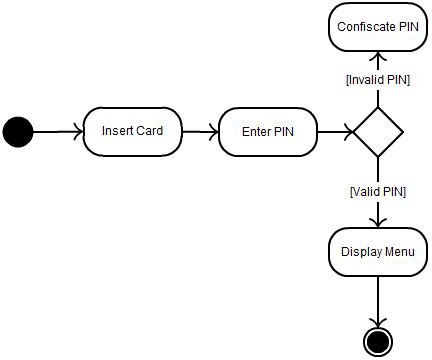 Confiscate PIN
[Invalid PIN]
Insert Card
Enter PIN
[Valid PIN]
Display Menu